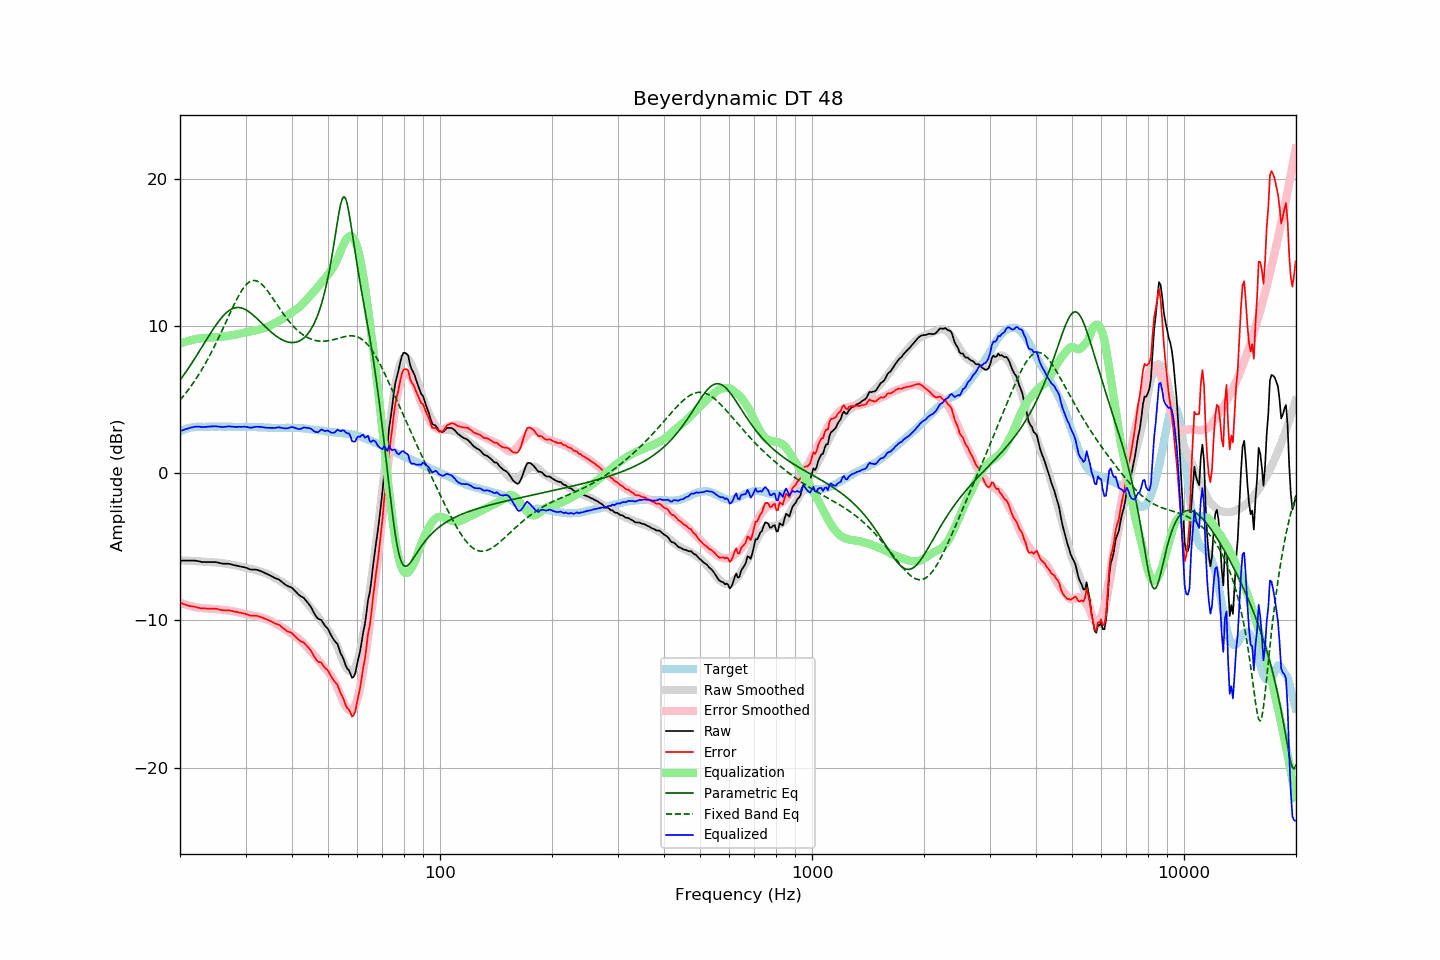 Beyerdynamic DT 48
Amplitude (dBr)
20
10
0
−10
−20
Target
Raw Smoothed
Error Smoothed
Raw
Error
Equalization
Parametric Eq
Fixed Band Eq
Equalized
100
1000
10000
Frequency (Hz)